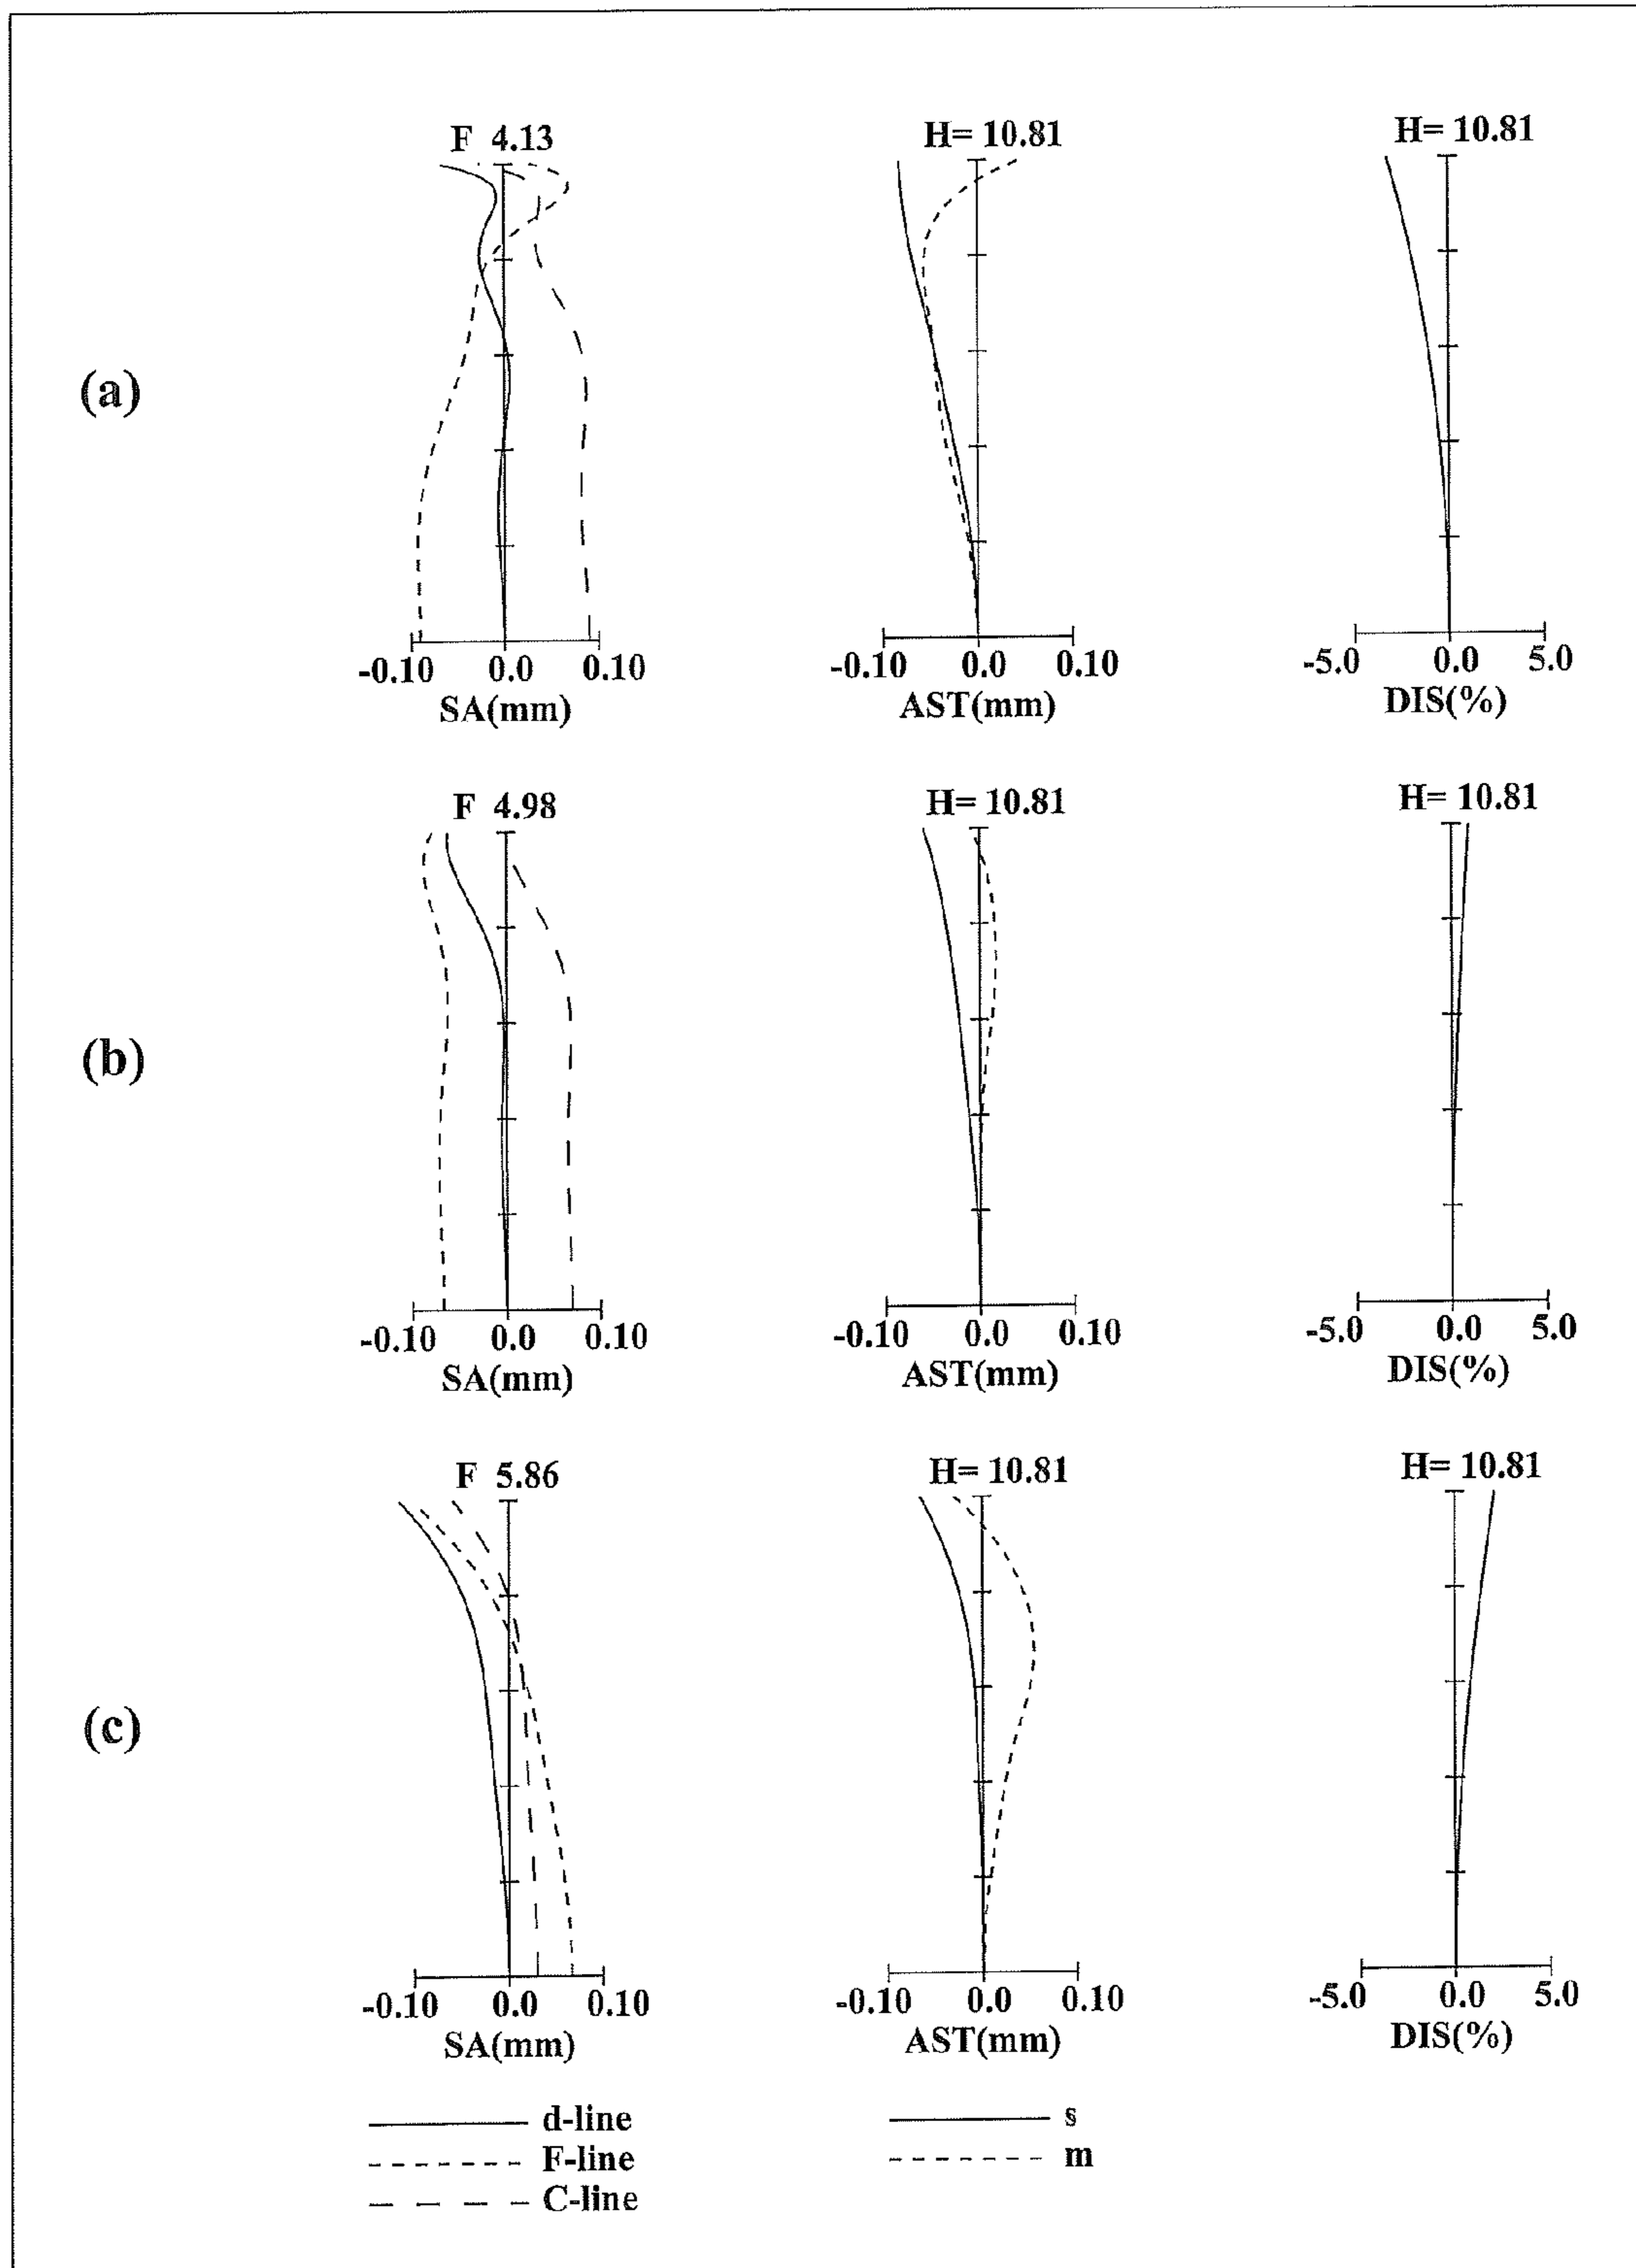 F 4.13 H= 10.81 H= 10.81
(a)
-0.10 0.0 0.10 -0.10 0.0 0.10 -5.0 0.0 5.0
SA(mm) AST(mm) DIS(%)
F 4.98 H= 10.81 H= 10.81
(b)
-0.10 0.0 0.10 -0.10 0.0 0.10 -5.0 0.0 5.0
SA(mm) AST(mm) DIS(%)
F 5.86 H= 10.81 H= 10.81
(c)
-0.10 0.0 0.10 -0.10 0.0 0.10 -5.0 0.0 5.0
SA(mm) AST(mm) DIS(%)
d-line s
F-line m
C-line